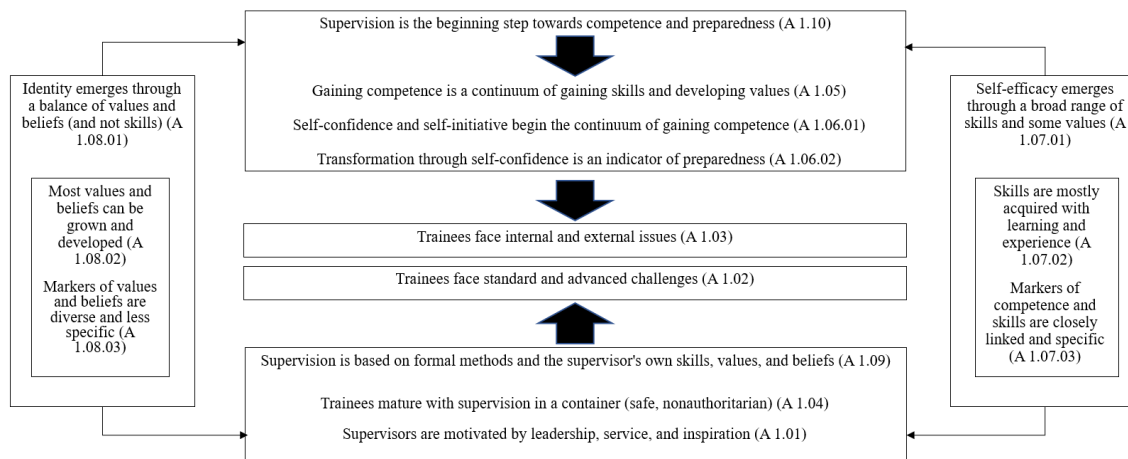 Supervision is the beginning step towards competence and preparedness (A 1.10)
Gaining competence is a continuum of gaining skills and developing values (A 1.05)
Self-confidence and self-initiative begin the continuum of gaining competence (A 1.06.01)
Transformation through self-confidence is an indicator of preparedness (A 1.06.02)
Identity emerges through
a balance of values and
beliefs (and not skills) (A
1.08.01)
Most values and
beliefs can be
grown and
developed (A
1.08.02)
Markers of values
and beliefs are
diverse and less
specific (A
1.08.03)
Trainees face internal and external issues (A 1.03)
Trainees face standard and advanced challenges (A 1.02)
Self-efficacy emerges
through a broad range of
skills and some values (A
1.07.01)
Skills are mostly
acquired with
learning and
experience (A
1.07.02)
Markers of
competence and
skills are closely
linked and specific
(A 1.07.03)
Supervision is based on formal methods and the supervisor's own skills, values, and beliefs (A 1.09)
Trainees mature with supervision in a container (safe, nonauthoritarian) (A 1.04)
Supervisors are motivated by leadership, service, and inspiration (A 1.01)